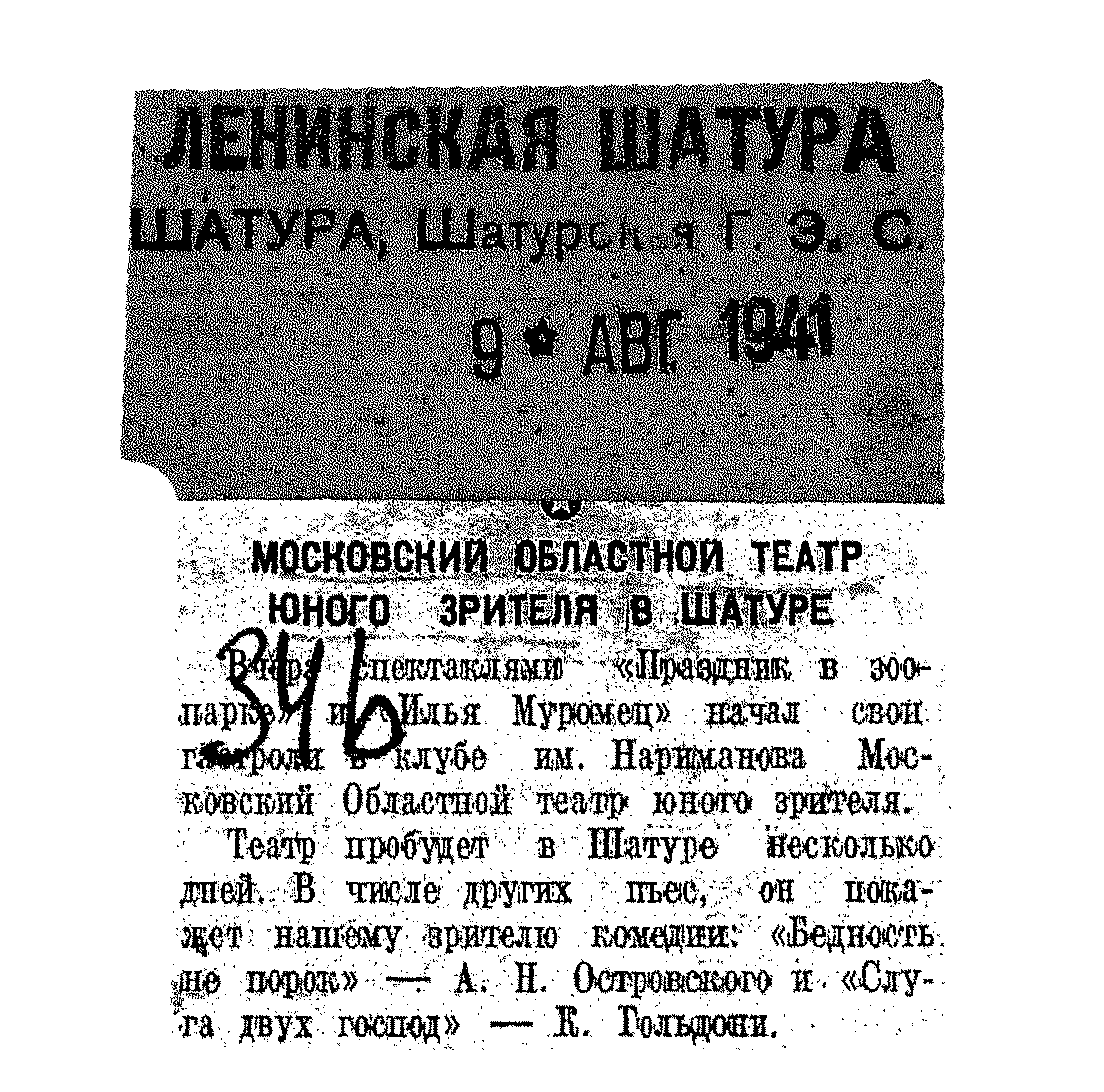 ЛЕНИНСКАЯ ШАТУРА
ШАТУРА, Шатурская Г. Э. С.
9 ★ АВГ 1941
МОСКОВСКИЙ ОБЛАСТНОЙ ТЕАТР
ЮНОГО ЗРИТЕЛЯ В ШАТУРЕ
346
Вчера спектаклями «Праздник в зоо-
парке» и «Илья Муромец» начал свои
гастроли в клубе им. Нариманова Мос-
ковский Областной театр юного зрителя.
Театр пробудет в Шатуре несколько
дней. В числе других пьес, он пока-
жет нашему зрителю комедии: «Бедность
не порок» — А. Н. Островского и «Слу-
га двух господ» — К. Гольдони.